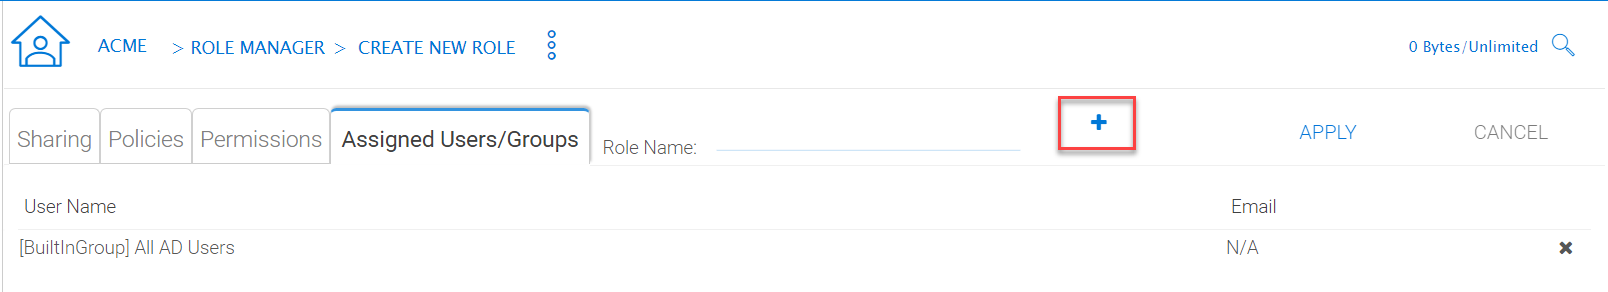 ACME > ROLE MANAGER > CREATE NEW ROLE 0 Bytes/Unlimited
Sharing Policies Permissions Assigned Users/Groups Role Name: APPLY CANCEL
User Name Email
[BuiltInGroup] All AD Users N/A